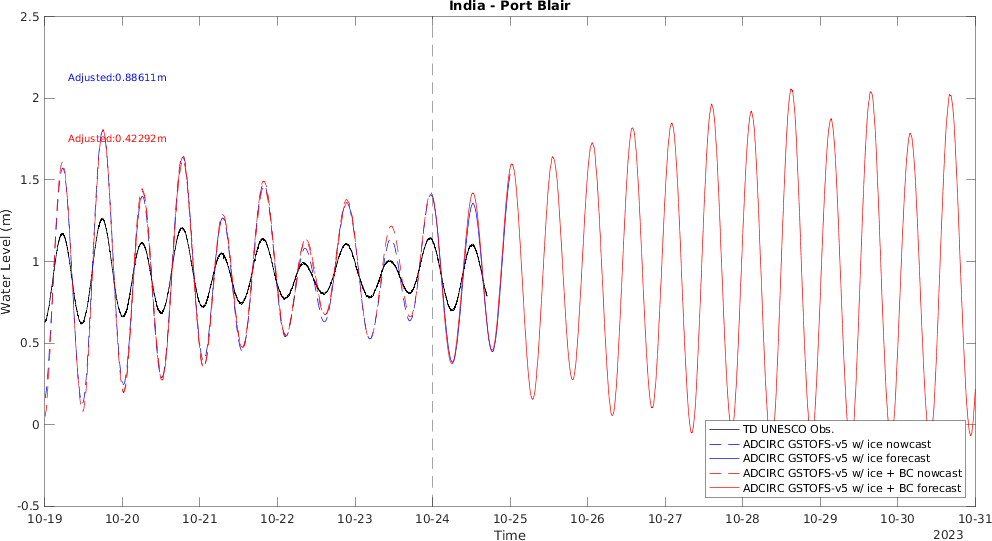 India - Port Blair
2.5
2
1.5
1
0.5
0
-0.5
Water Level (m)
Adjusted:0.88611m
Adjusted:0.42292m
TD UNESCO Obs.
ADCIRC GSTOFS-v5 w/ ice nowcast
ADCIRC GSTOFS-v5 w/ ice forecast
ADCIRC GSTOFS-v5 w/ ice + BC nowcast
ADCIRC GSTOFS-v5 w/ ice + BC forecast
10-19 10-20 10-21 10-22 10-23 10-24 10-25 10-26 10-27 10-28 10-29 10-30 10-31
Time
2023